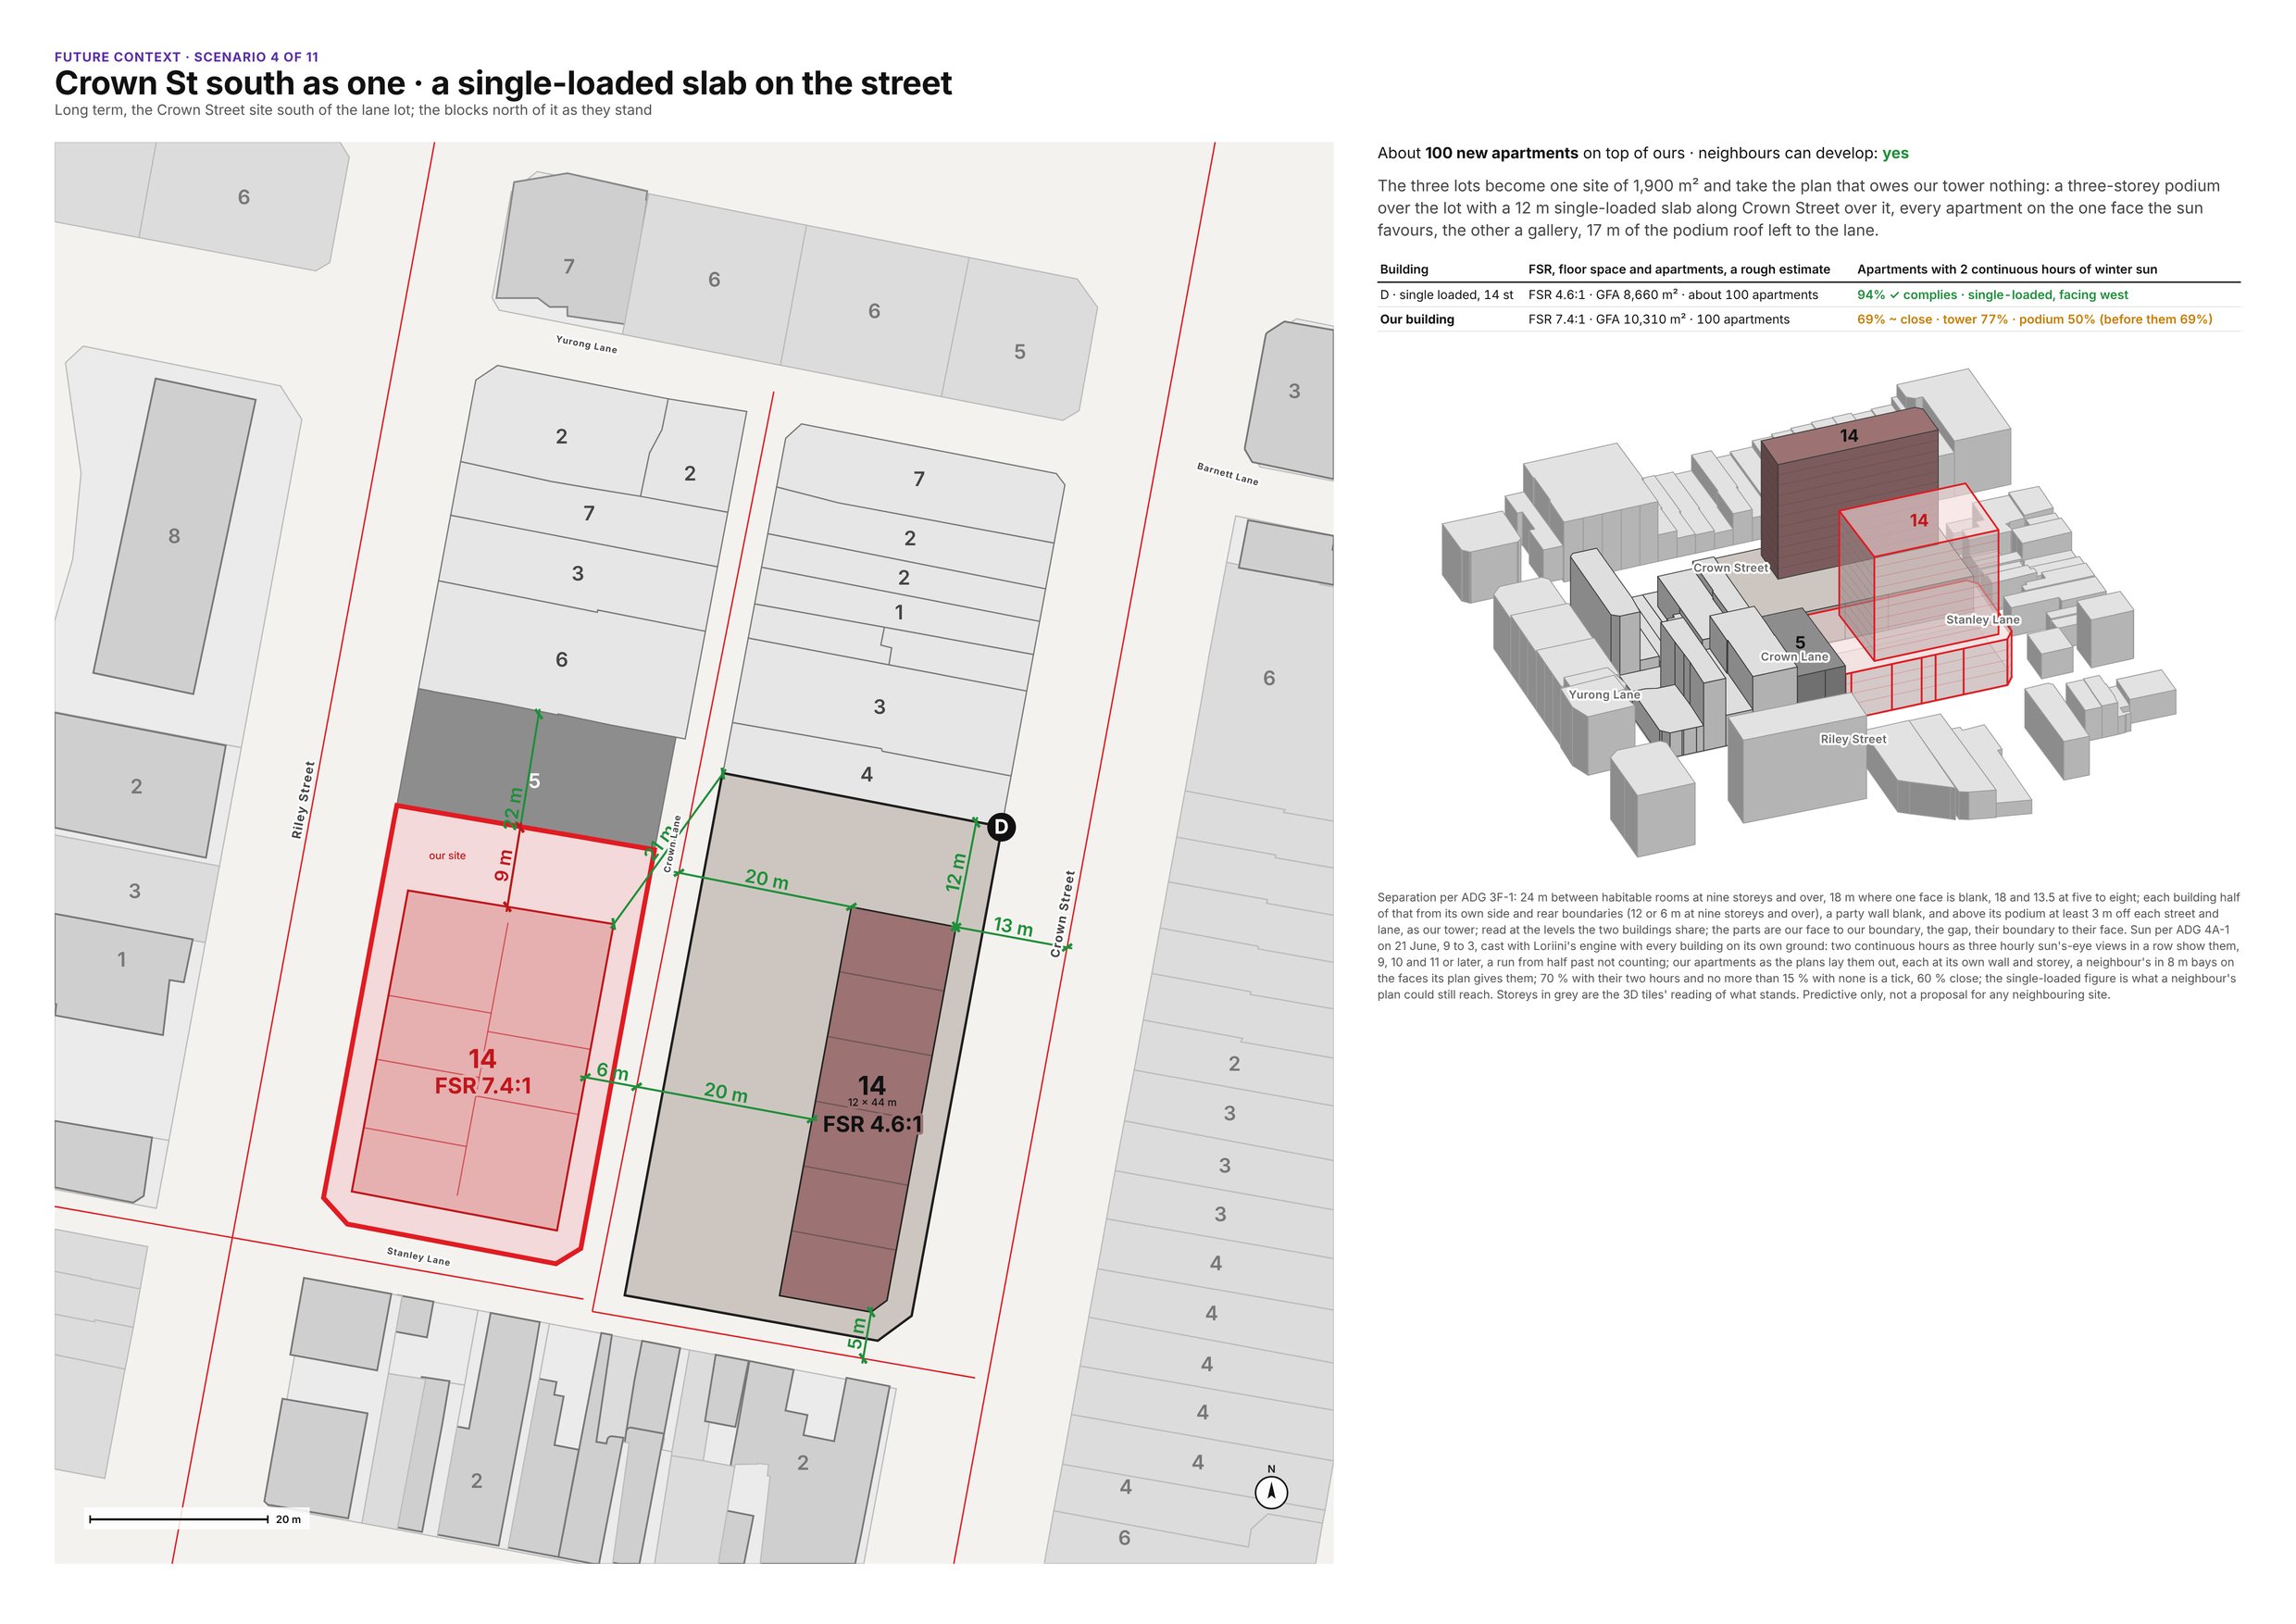 FUTURE CONTEXT · SCENARIO 4 OF 11
Crown St south as one · a single-loaded slab on the street
Long term, the Crown Street site south of the lane lot; the blocks north of it as they stand
6
7
6
6
5
3
Yurong Lane
Barnett Lane
2
2
7
3
6
5
8
7
2
2
1
3
4
D
2
3
1
6
Riley Street
Crown Lane
Crown Street
Stanley Lane
our site
22 m
9 m
21 m
20 m
12 m
13 m
6 m
20 m
5 m
14
FSR 7.4:1
14
12 × 44 m
FSR 4.6:1
2
3
3
3
4
4
4
4
4
4
6
2
2
N
20 m
About 100 new apartments on top of ours · neighbours can develop: yes
The three lots become one site of 1,900 m² and take the plan that owes our tower nothing: a three-storey podium
over the lot with a 12 m single-loaded slab along Crown Street over it, every apartment on the one face the sun
favours, the other a gallery, 17 m of the podium roof left to the lane.
Building FSR, floor space and apartments, a rough estimate Apartments with 2 continuous hours of winter sun
D · single loaded, 14 st FSR 4.6:1 · GFA 8,660 m² · about 100 apartments 94% ✓ complies · single-loaded, facing west
Our building FSR 7.4:1 · GFA 10,310 m² · 100 apartments 69% ~ close · tower 77% · podium 50% (before them 69%)
14
14
Crown Street
Stanley Lane
5
Crown Lane
Yurong Lane
Riley Street
Separation per ADG 3F-1: 24 m between habitable rooms at nine storeys and over, 18 m where one face is blank, 18 and 13.5 at five to eight; each building half
of that from its own side and rear boundaries (12 or 6 m at nine storeys and over), a party wall blank, and above its podium at least 3 m off each street and
lane, as our tower; read at the levels the two buildings share; the parts are our face to our boundary, the gap, their boundary to their face. Sun per ADG 4A-1
on 21 June, 9 to 3, cast with Loriini's engine with every building on its own ground: two continuous hours as three hourly sun's-eye views in a row show them,
9, 10 and 11 or later, a run from half past not counting; our apartments as the plans lay them out, each at its own wall and storey, a neighbour's in 8 m bays on
the faces its plan gives them; 70 % with their two hours and no more than 15 % with none is a tick, 60 % close; the single-loaded figure is what a neighbour's
plan could still reach. Storeys in grey are the 3D tiles' reading of what stands. Predictive only, not a proposal for any neighbouring site.